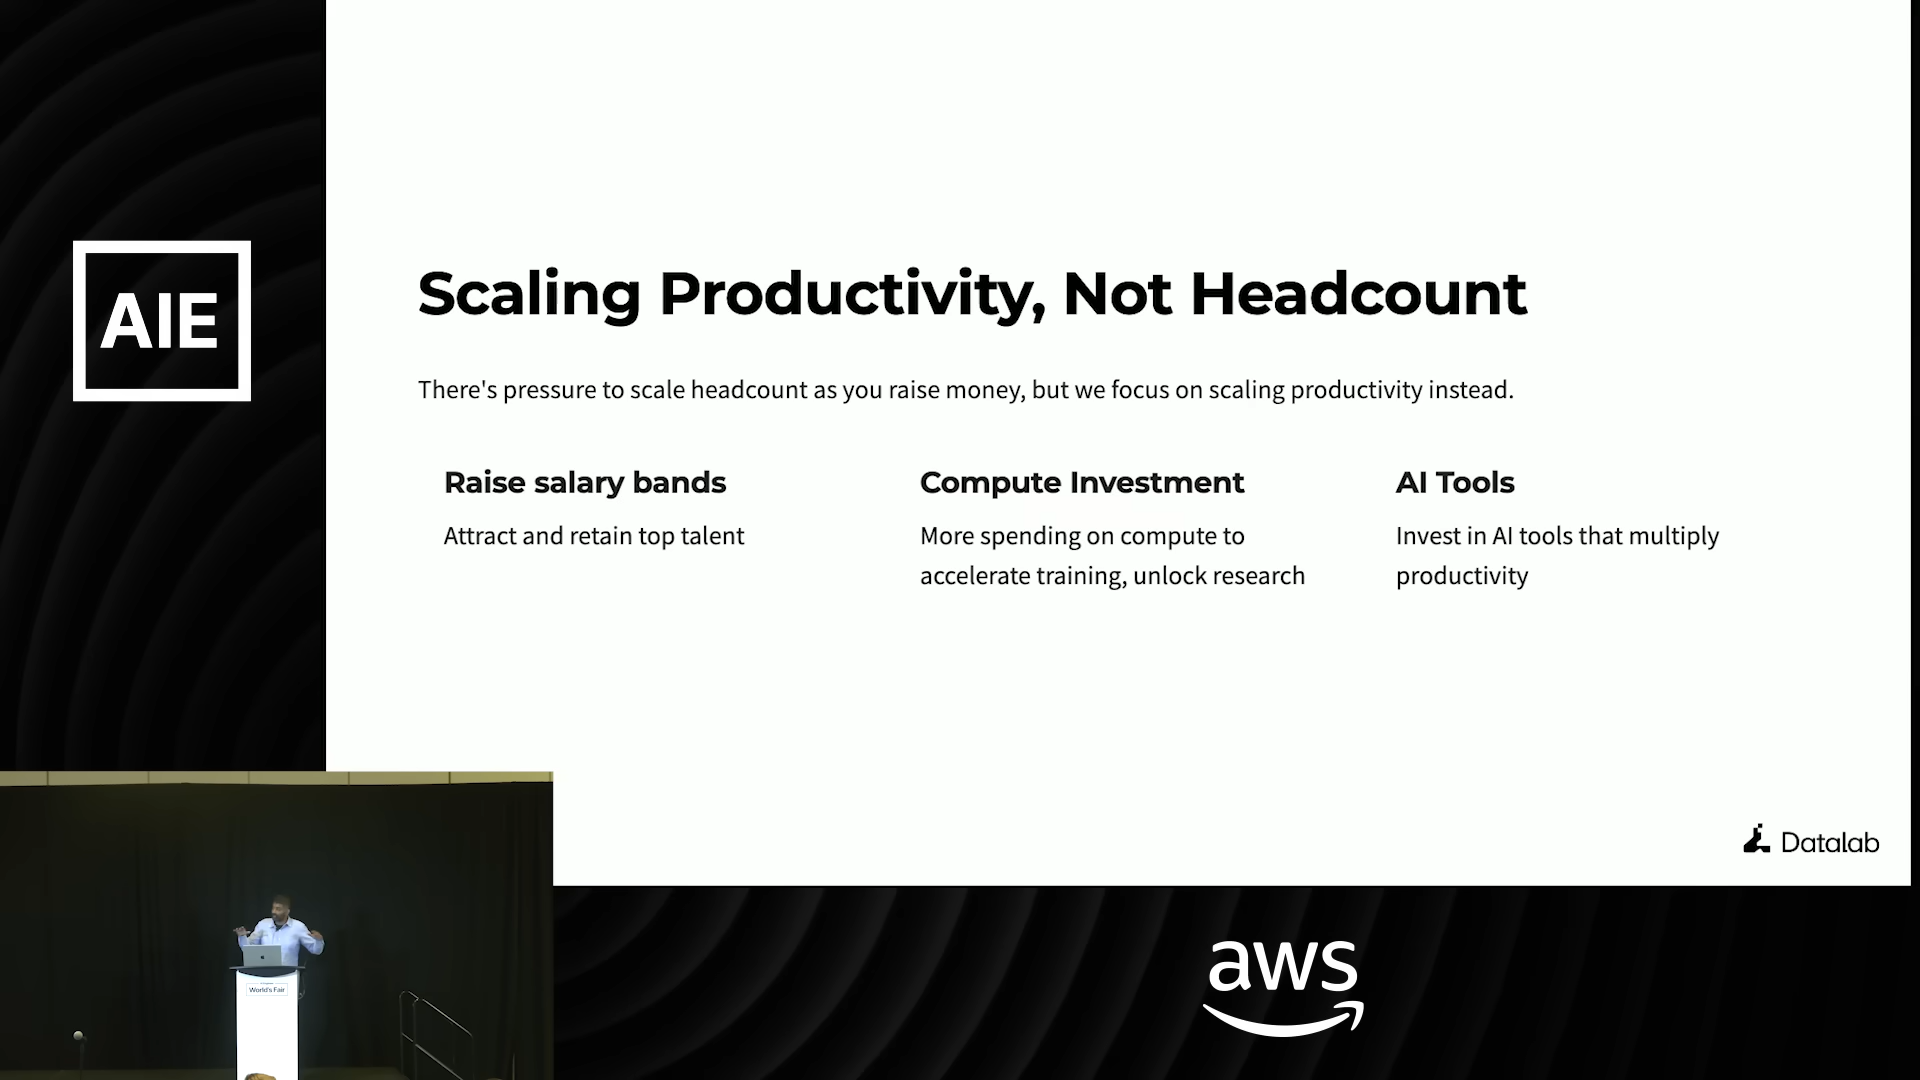 AIE
Scaling Productivity, Not Headcount
There's pressure to scale headcount as you raise money, but we focus on scaling productivity instead.
Raise salary bands
Attract and retain top talent
Compute Investment
More spending on compute to
accelerate training, unlock research
AI Tools
Invest in AI tools that multiply
productivity
Datalab
World's Fair
aws